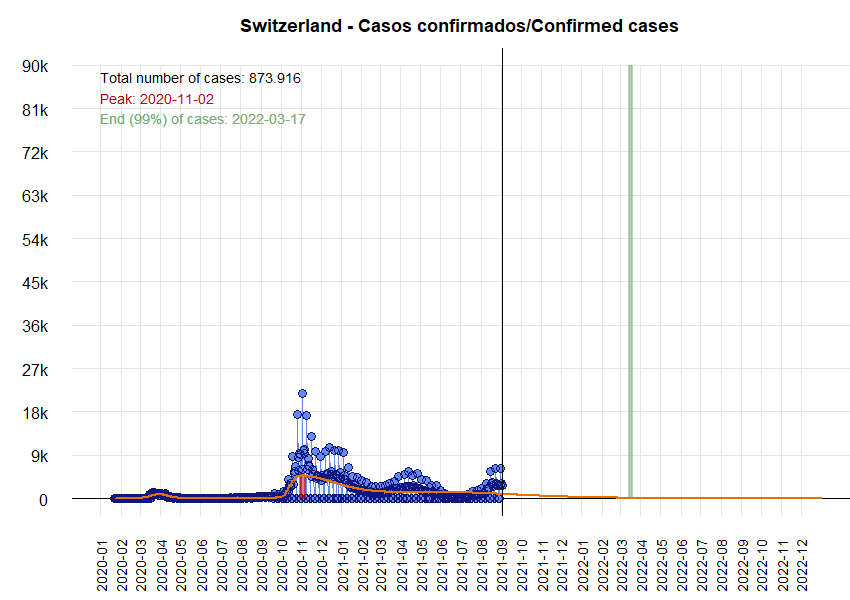 Switzerland - Casos confirmados/Confirmed cases
90k
81k
72k
63k
54k
45k
36k
27k
18k
9k
0
Total number of cases: 873.916
Peak: 2020-11-02
End (99%) of cases: 2022-03-17
2020-01
2020-02
2020-03
2020-04
2020-05
2020-06
2020-07
2020-08
2020-09
2020-10
2020-11
2020-12
2021-01
2021-02
2021-03
2021-04
2021-05
2021-06
2021-07
2021-08
2021-09
2021-10
2021-11
2021-12
2022-01
2022-02
2022-03
2022-04
2022-05
2022-06
2022-07
2022-08
2022-09
2022-10
2022-11
2022-12